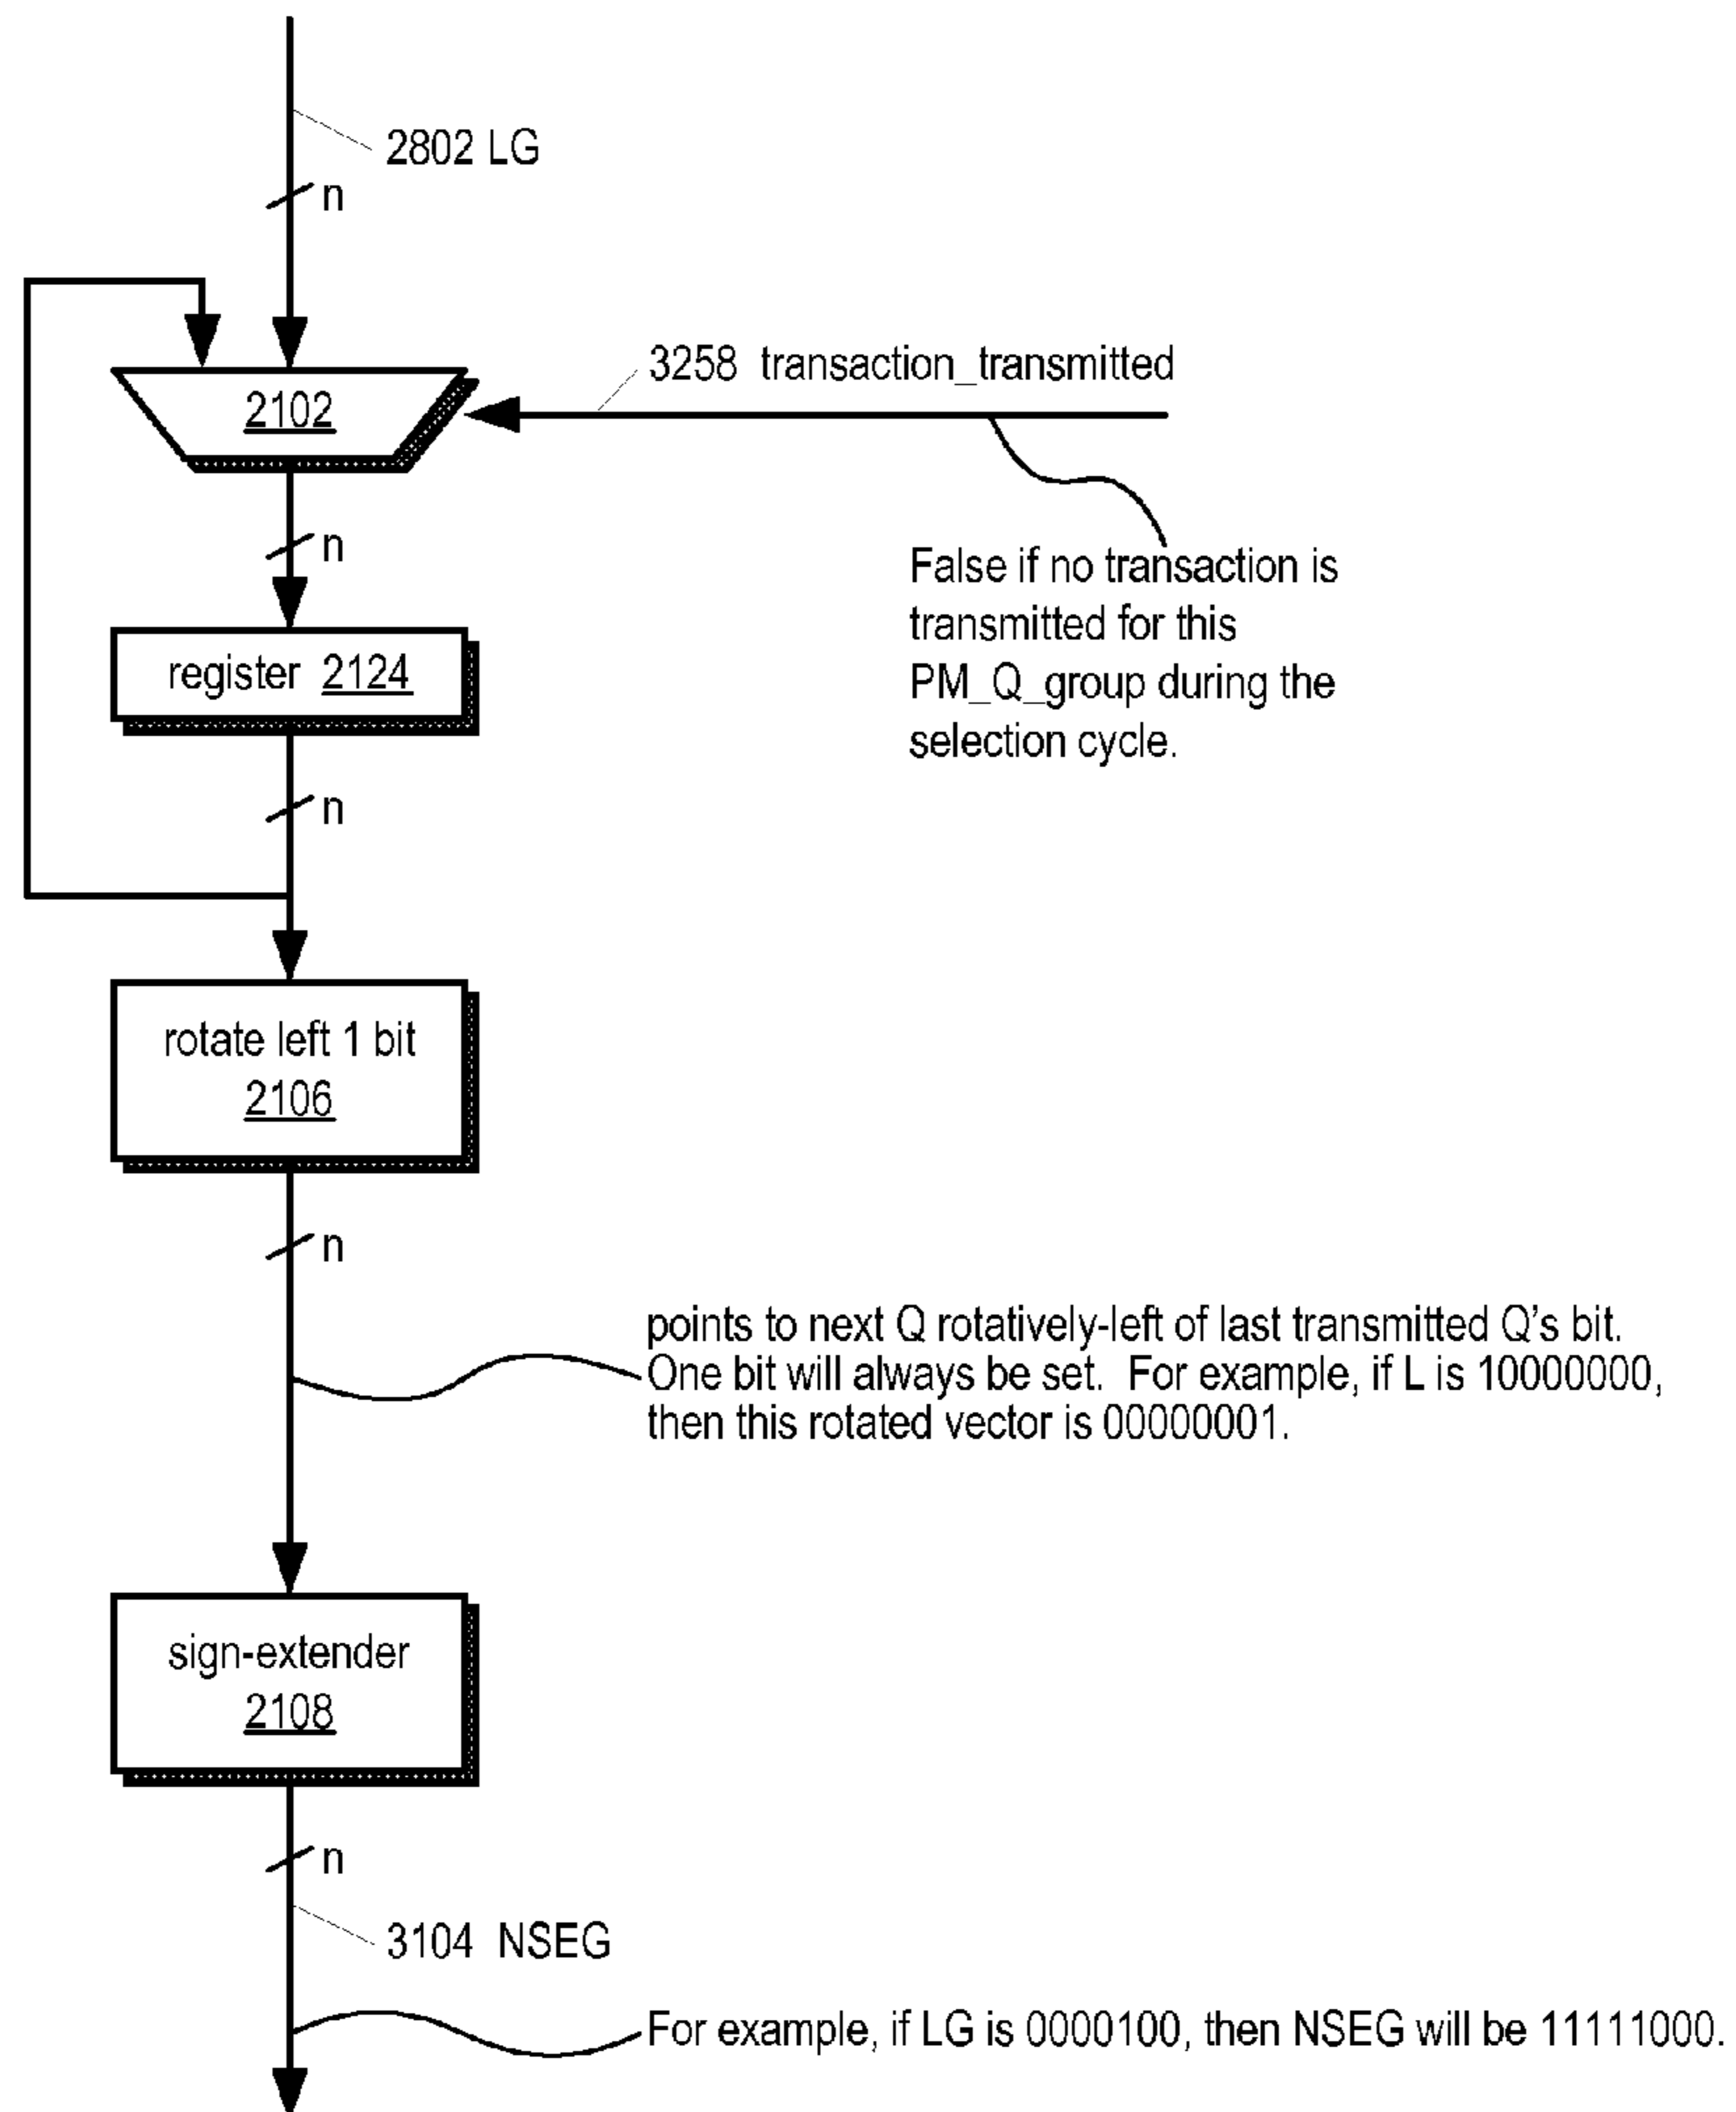 2802 LG
n
3258 transaction_transmitted
2102
n
False if no transaction is
transmitted for this
PM_Q_group during the
selection cycle.
register 2124
n
rotate left 1 bit
2106
n
points to next Q rotatively-left of last transmitted Q's bit.
One bit will always be set. For example, if L is 10000000,
then this rotated vector is 00000001.
sign-extender
2108
n
3104 NSEG
For example, if LG is 0000100, then NSEG will be 11111000.